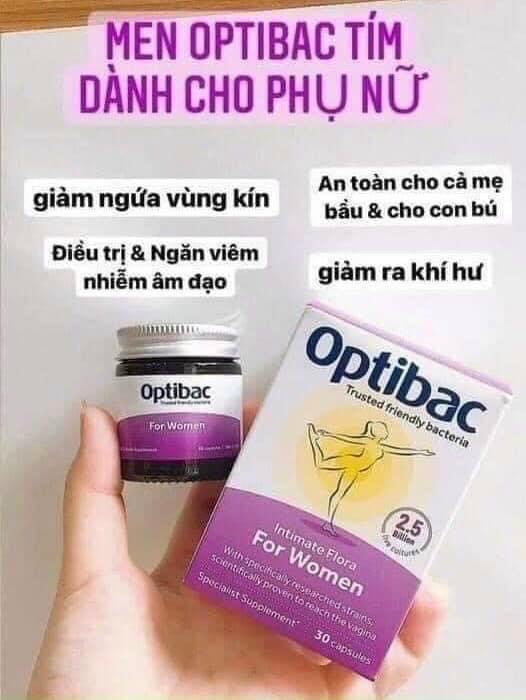 MEN OPTIBAC TÍM
DÀNH CHO PHỤ NỮ
giảm ngứa vùng kín
An toàn cho cả mẹ
bầu & cho con bú
Điều trị & Ngăn viêm
nhiễm âm đạo
giảm ra khí hư
Optibac
Trusted friendly bacteria
For Women
Optibac
Trusted friendly bacteria
2.5
Billion
live cultures
Intimate Flora
For Women
With specifically researched strains,
scientifically proven to reach the vagina
Specialist Supplement*
30 capsules